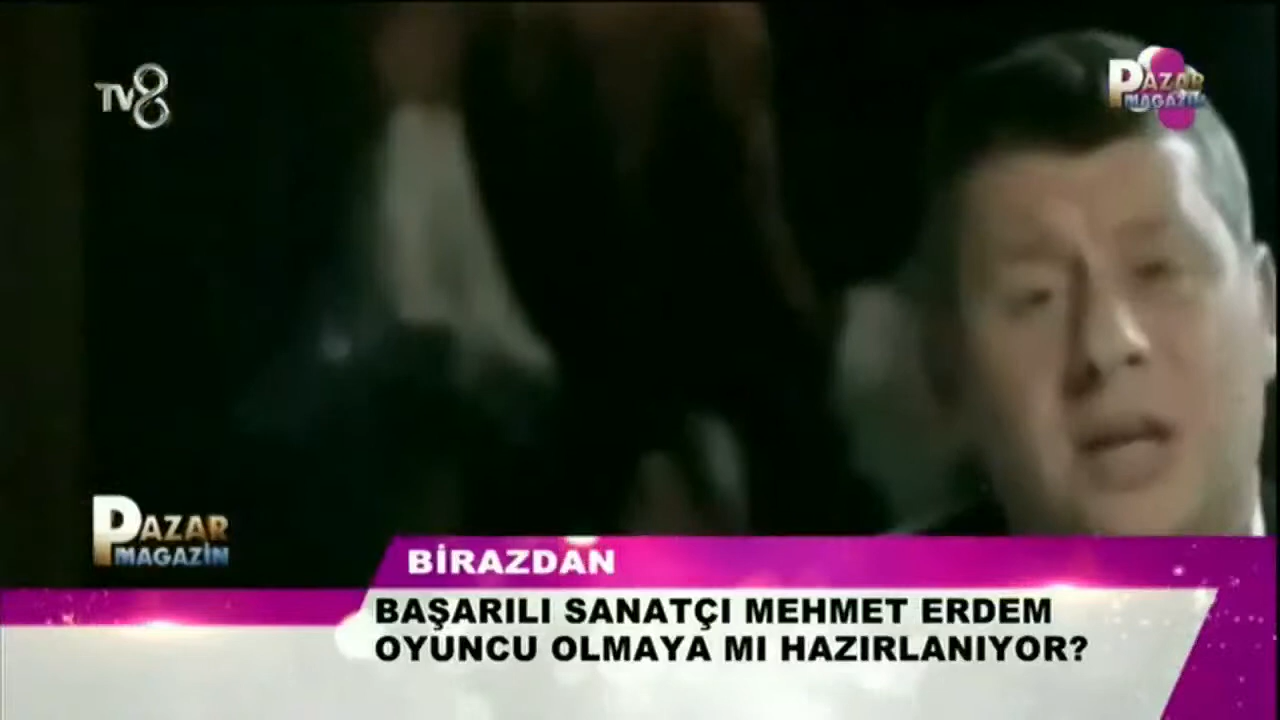 TV8
PAZAR
MAGAZİN
PAZAR
MAGAZİN
BİRAZDAN
BAŞARILI SANATÇI MEHMET ERDEM
OYUNCU OLMAYA MI HAZIRLANIYOR?